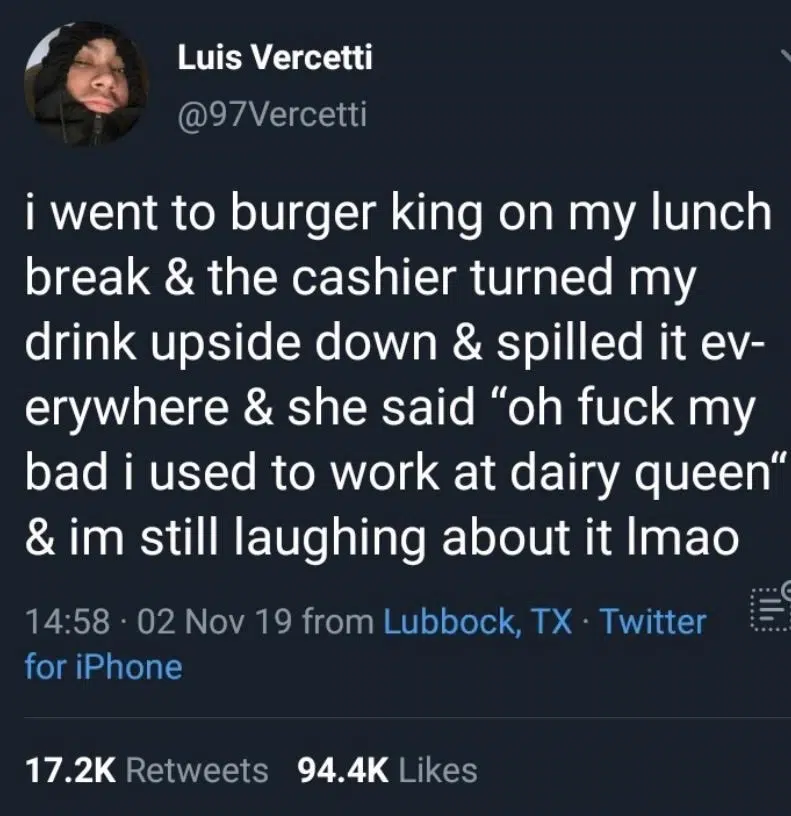 Luis Vercetti
@97Vercetti
i went to burger king on my lunch
break & the cashier turned my
drink upside down & spilled it ev-
erywhere & she said “oh fuck my
bad i used to work at dairy queen“
& im still laughing about it lmao
14:58 · 02 Nov 19 from Lubbock, TX · Twitter
for iPhone
17.2K Retweets 94.4K Likes